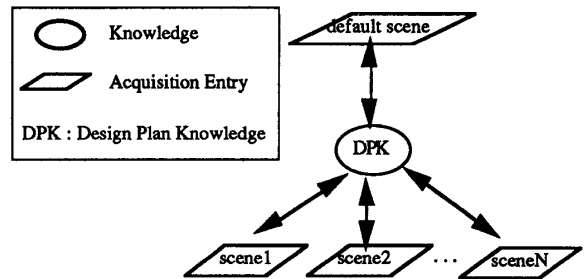 Knowledge
Acquisition Entry
DPK : Design Plan Knowledge
default scene
DPK
scene1
scene2
...
sceneN